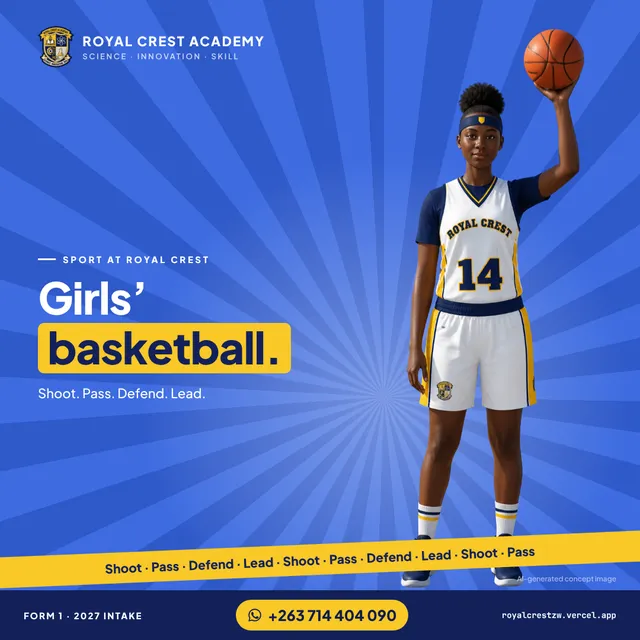 ROYAL CREST ACADEMY
SCIENCE · INNOVATION · SKILL
ROYAL CREST
14
SPORT AT ROYAL CREST
Girls’
basketball.
Shoot. Pass. Defend. Lead.
Shoot · Pass · Defend · Lead · Shoot · Pass · Defend · Lead · Shoot · Pass
AI-generated concept image
FORM 1 · 2027 INTAKE
+263 714 404 090
royalcrestzw.vercel.app